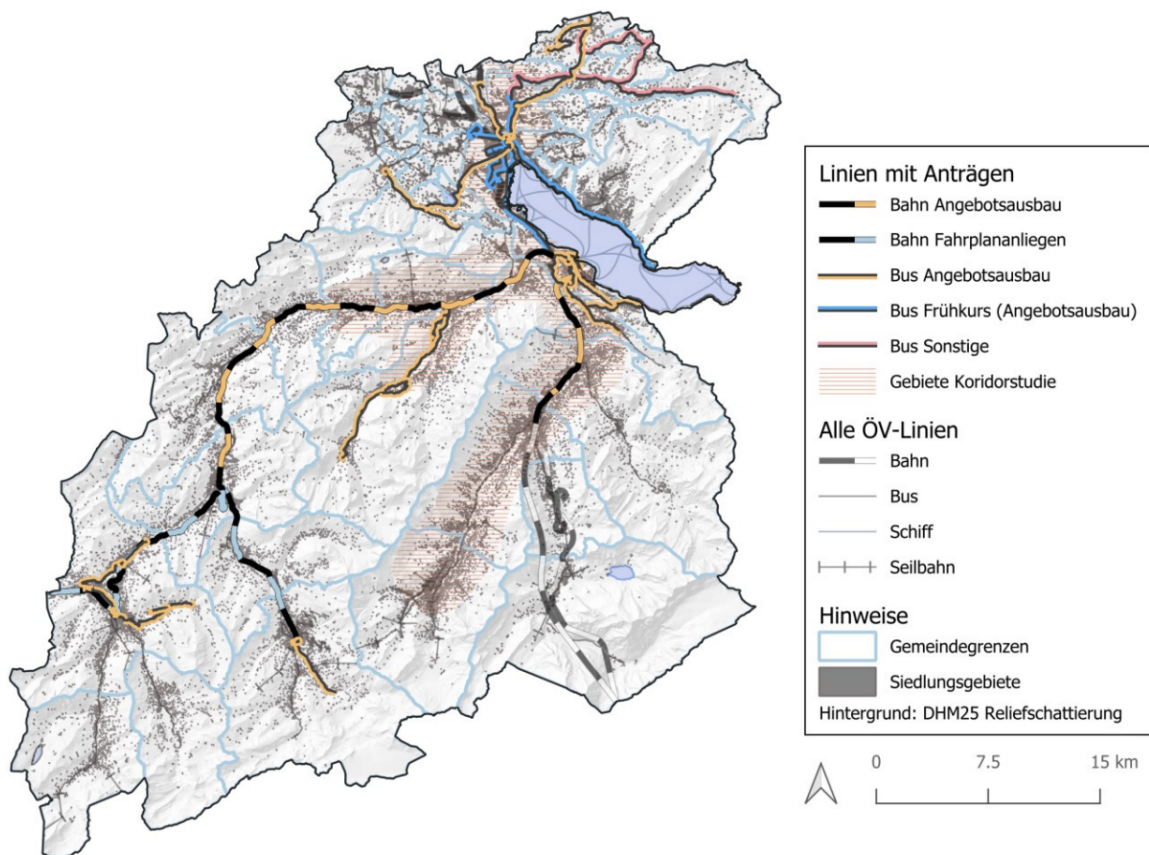 Linien mit Anträgen
Bahn Angebotsausbau
Bahn Fahrplananliegen
Bus Angebotsausbau
Bus Frühkurs (Angebotsausbau)
Bus Sonstige
Gebiete Koridorstudie
Alle ÖV-Linien
Bahn
Bus
Schiff
Seilbahn
Hinweise
Gemeindegrenzen
Siedlungsgebiete
Hintergrund: DHM25 Reliefschattierung
0 7.5 15 km